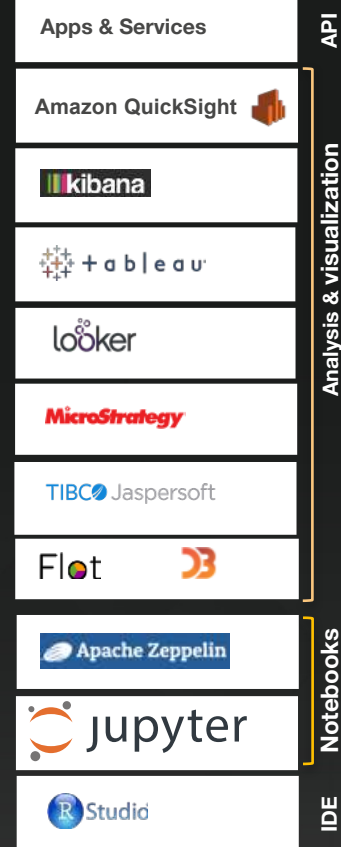 Apps & Services
API
Amazon QuickSight
kibana
+ a b | e a u
looker
MicroStrategy
TIBCO Jaspersoft
Flot D3
Analysis & visualization
Apache Zeppelin
jupyter
Notebooks
R Studio
IDE